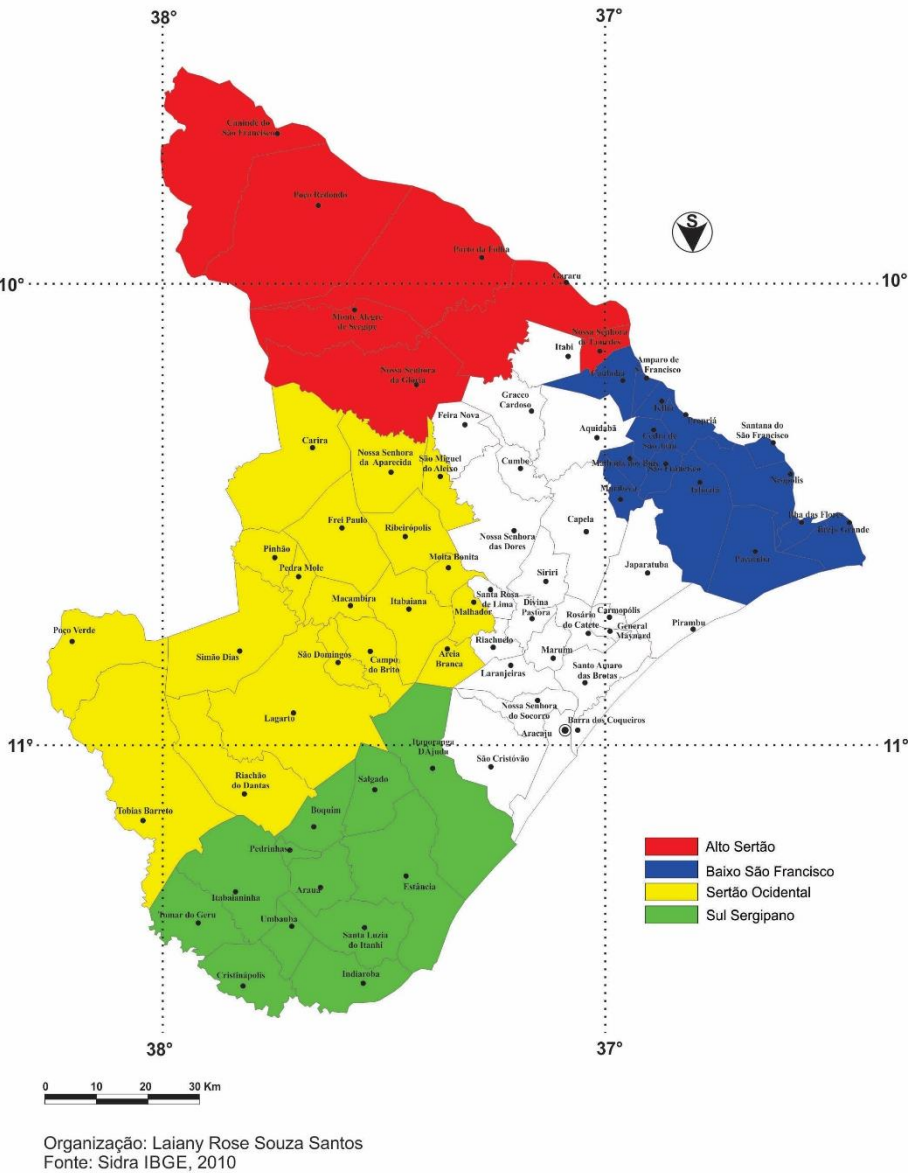 38°
37°
Canindé do
São Francisco
Poço Redondo
S
Porto da Folha
10°
Gararu
10°
Monte Alegre
de Sergipe
Nossa Senhora
de Lourdes
Itabi
Amparo de
S. Francisco
Nossa Senhora
da Gloria
Canhoba
Telha
Gracco
Cardoso
Propriá
Feira Nova
Santana do
São Francisco
Aquidabã
Cedro de
São João
Carira
Nossa Senhora
da Aparecida
São Miguel
do Aleixo
Cumbe
Malhada dos Bois
São Francisco
Neópolis
Japoatã
Muribeca
Ilha das Flores
Brejo Grande
Frei Paulo
Ribeirópolis
Capela
Nossa Senhora
das Dores
Pacatuba
Pinhão
Pedra Mole
Moita Bonita
Japaratuba
Siriri
Santa Rosa
de Lima
Macambira
Itabaiana
Malhador
Divina
Pastora
Rosário
do Catete
Carmopólis
General
Maynard
Pirambu
Poço Verde
Simão Dias
São Domingos
Campo
do Brito
Areia
Branca
Riachuelo
Maruim
Laranjeiras
Santo Amaro
das Brotas
Lagarto
Nossa Senhora
do Socorro
Aracaju
Barra dos Coqueiros
11°
11°
Itaporanga
DAjuda
São Cristóvão
Riachão
do Dantas
Salgado
Tobias Barreto
Boquim
Pedrinhas
Alto Sertão
Baixo São Francisco
Sertão Ocidental
Sul Sergipano
Estância
Itabaianinha
Araua
Tomar do Geru
Umbauba
Santa Luzia
do Itanhi
Cristinápolis
Indiaroba
38°
37°
0 10 20 30 Km
Organização: Laiany Rose Souza Santos
Fonte: Sidra IBGE, 2010